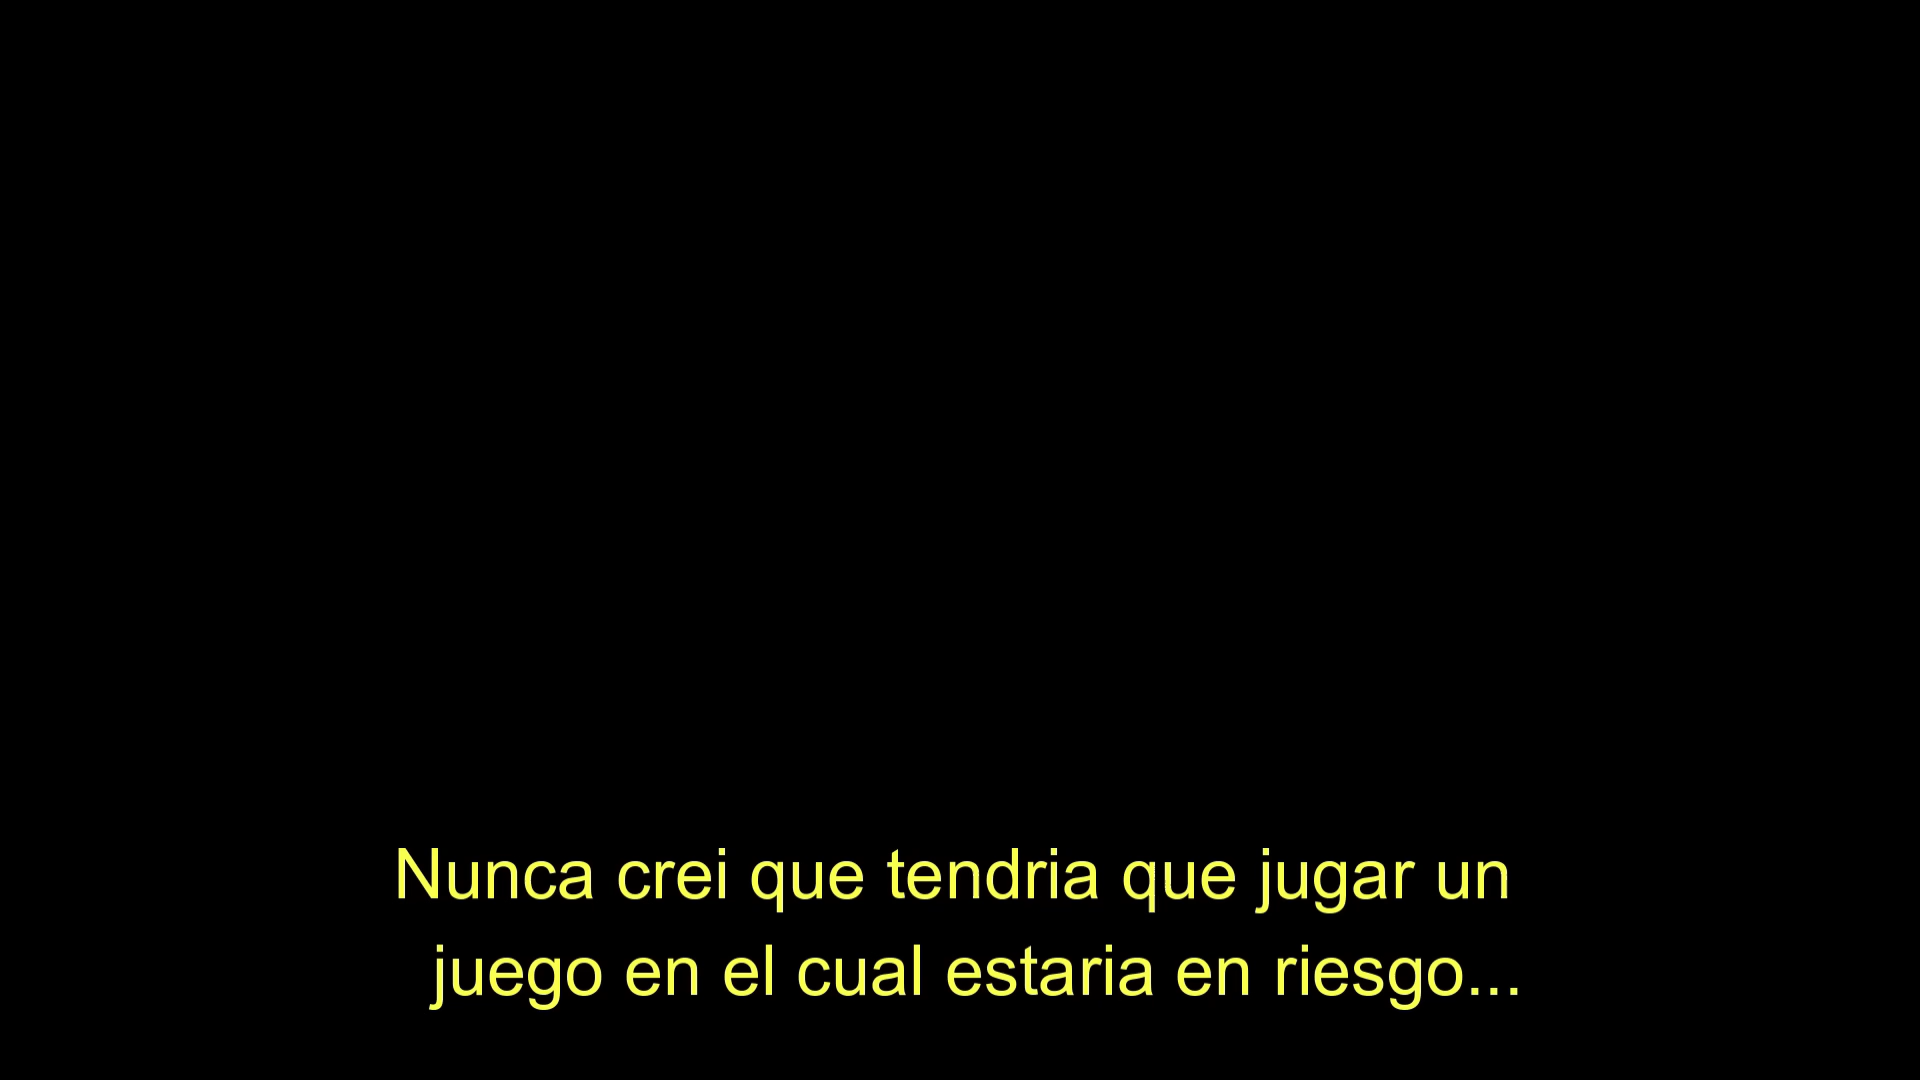 Nunca crei que tendria que jugar un
juego en el cual estaria en riesgo...